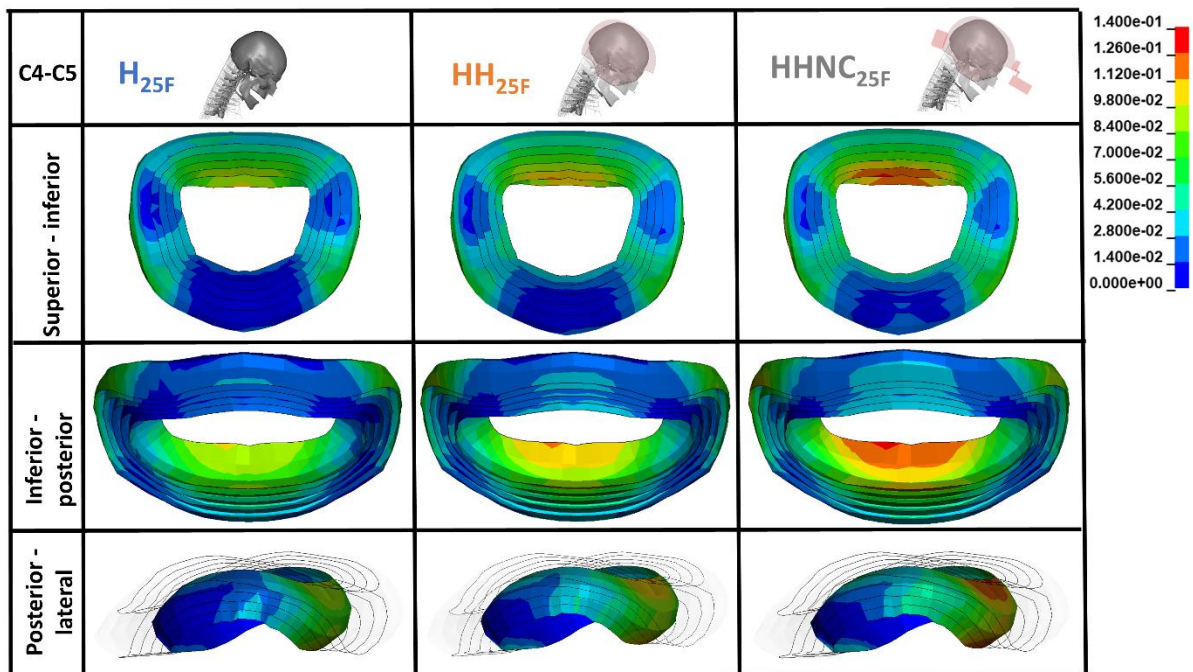 C4-C5
H25F
HH25F
HHNC25F
Superior - inferior
Inferior -
posterior
Posterior -
lateral
1.400e-01
1.260e-01
1.120e-01
9.800e-02
8.400e-02
7.000e-02
5.600e-02
4.200e-02
2.800e-02
1.400e-02
0.000e+00